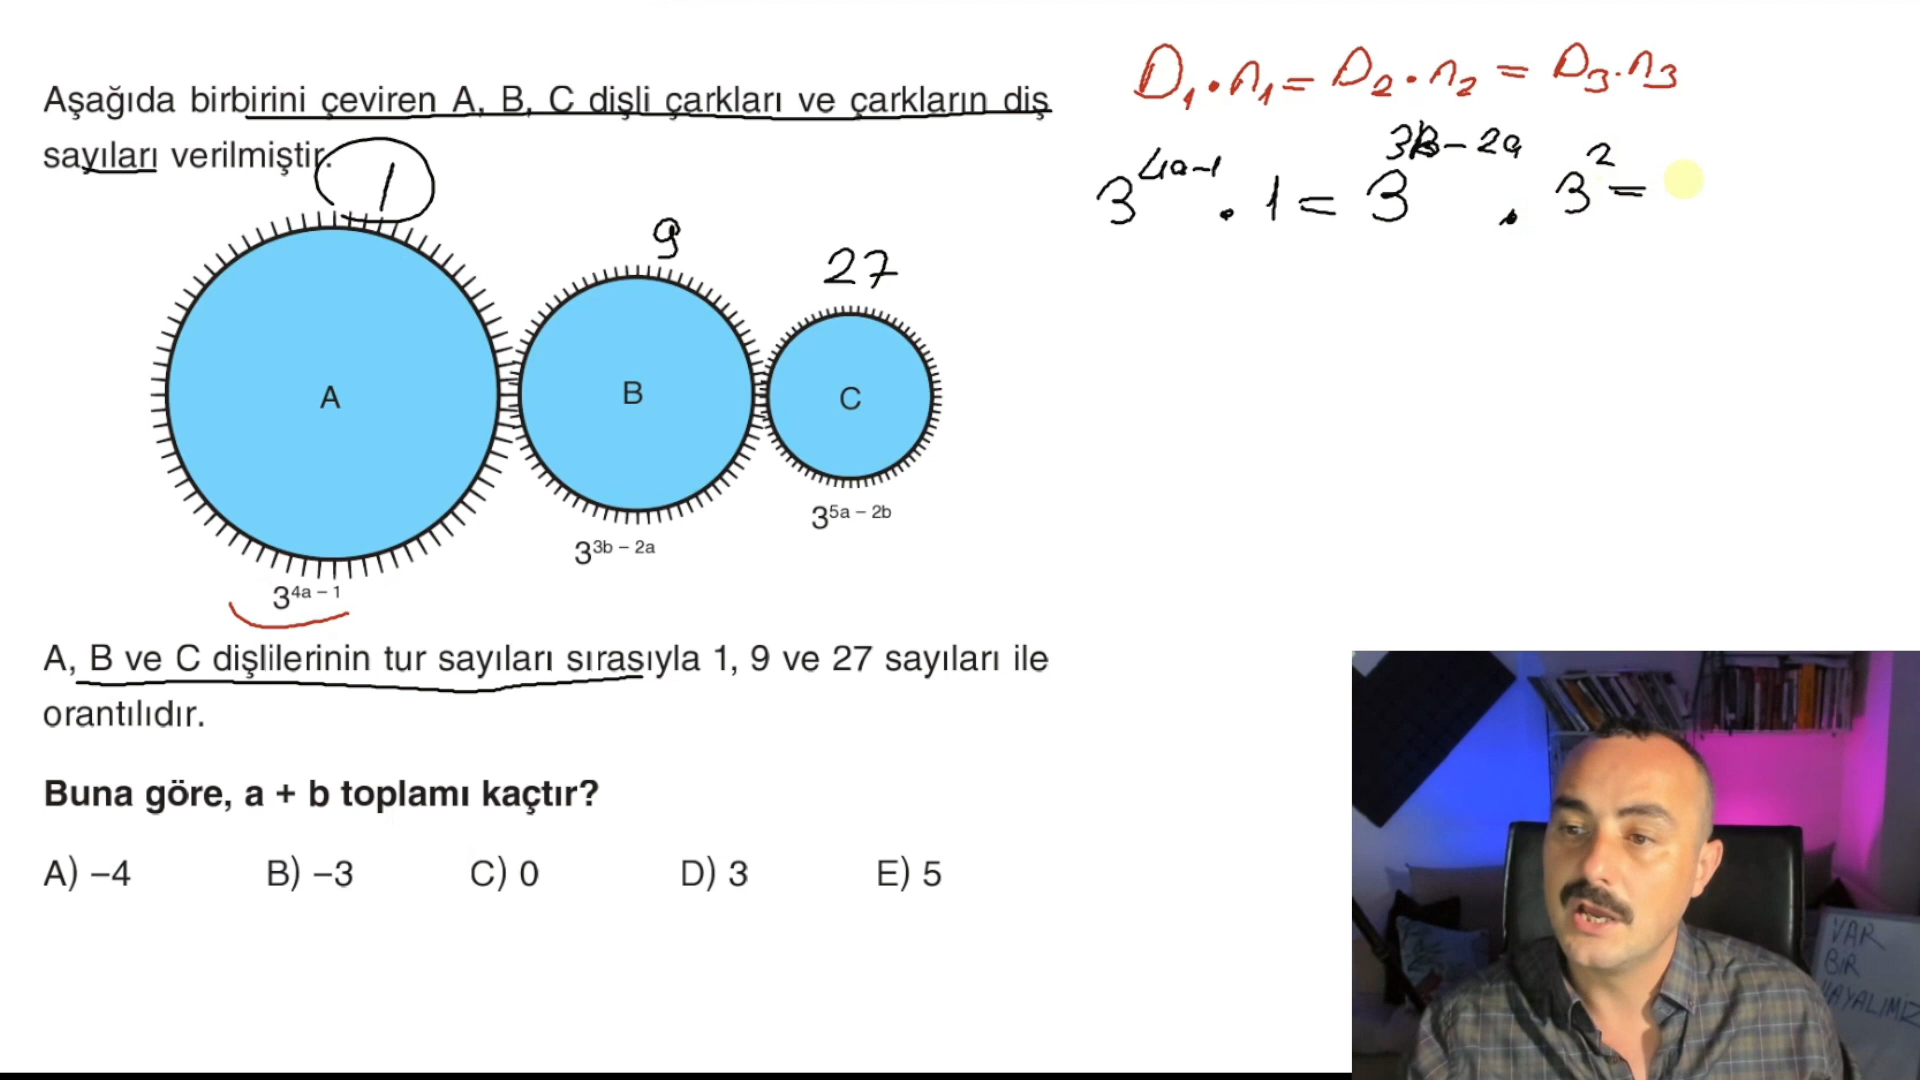 Aşağıda birbirini çeviren A, B, C dişli çarkları ve çarkların diş
sayıları verilmiştir.
1
9
27
A
B
C
3^{5a – 2b}
3^{3b – 2a}
3^{4a – 1}
A, B ve C dişlilerinin tur sayıları sırasıyla 1, 9 ve 27 sayıları ile
orantılıdır.
Buna göre, a + b toplamı kaçtır?
A) –4 B) –3 C) 0 D) 3 E) 5
D₁·n₁ = D₂·n₂ = D₃·n₃
3^{4a-1} · 1 = 3^{3b-2a} · 3^2 =
VAR
BİR
HAYALİMİZ